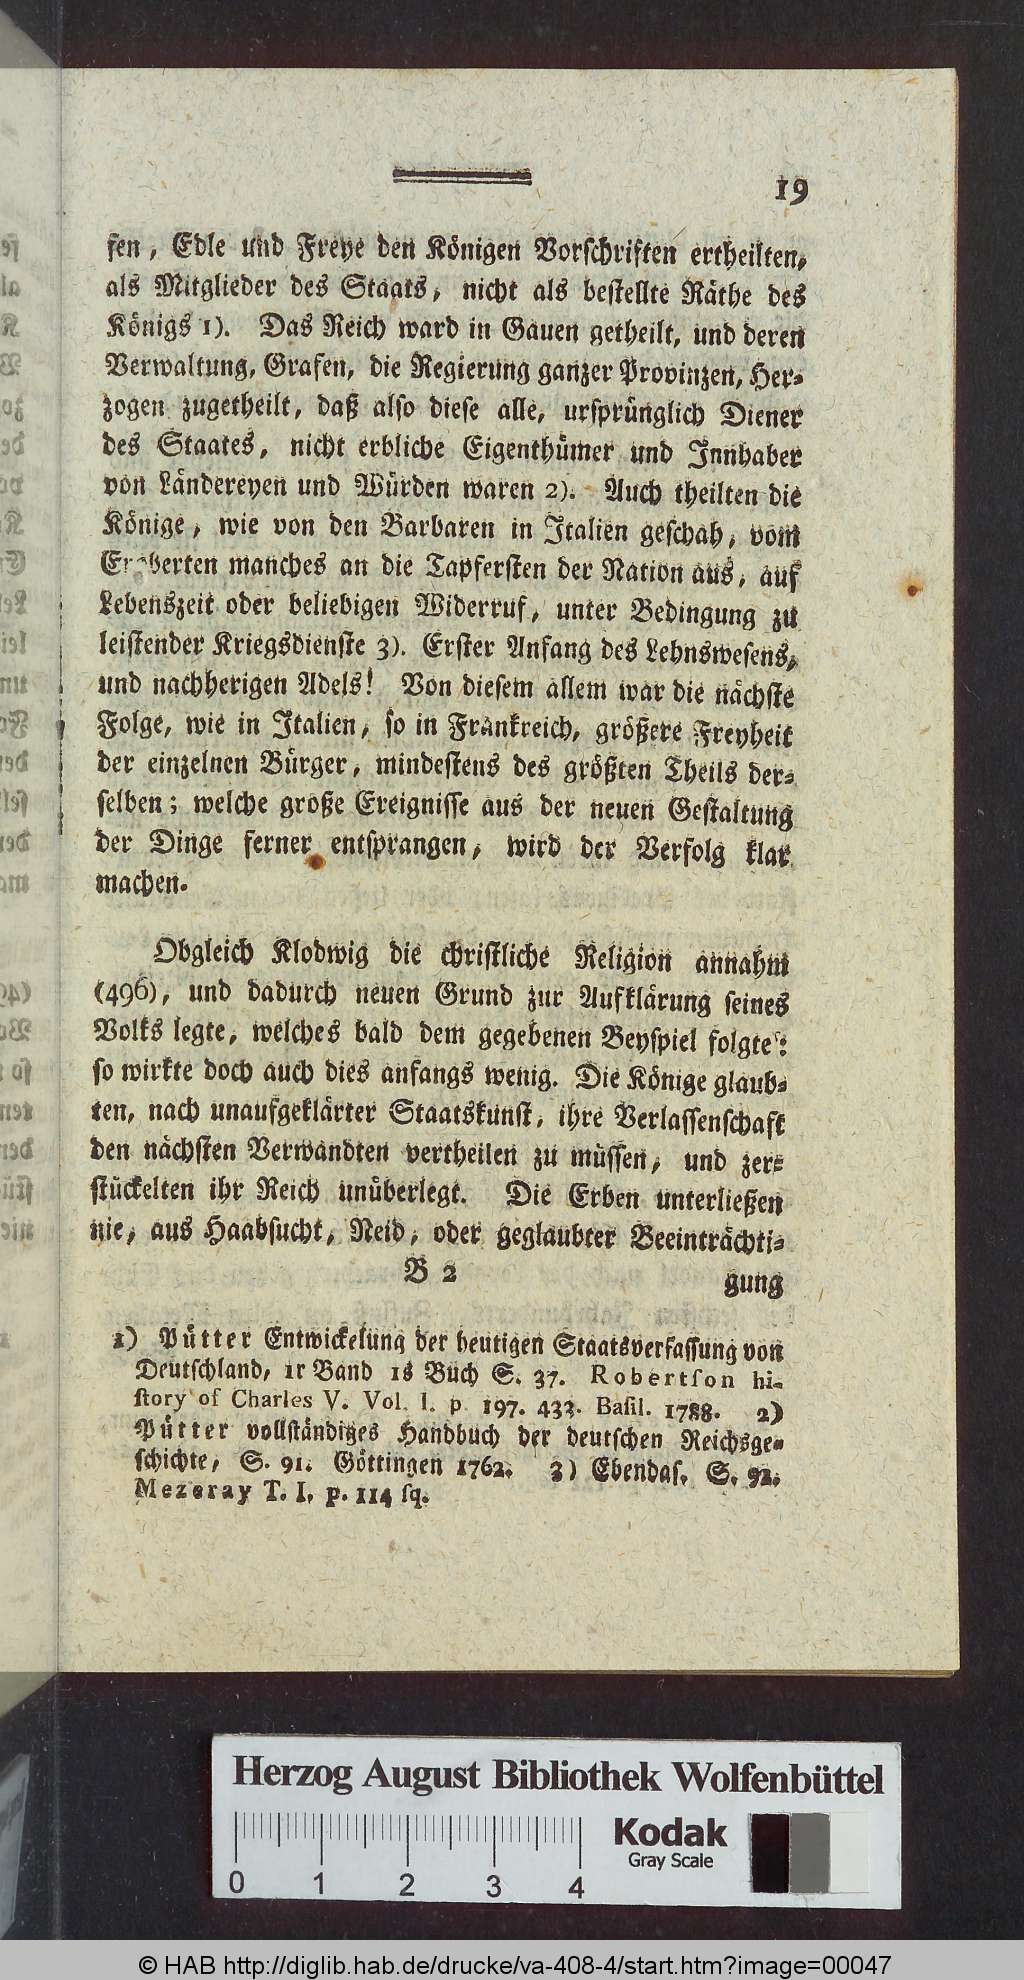 19
fen, Edle und Freye den Königen Vorschriften ertheilten,
als Mitglieder des Staats, nicht als bestellte Räthe des
Königs 1). Das Reich ward in Gauen getheilt, und deren
Verwaltung, Grafen, die Regierung ganzer Provinzen, Her-
zogen zugetheilt, daß also diese alle, ursprünglich Diener
des Staates, nicht erbliche Eigenthümer und Innhaber
von Ländereyen und Würden waren 2). Auch theilten die
Könige, wie von den Barbaren in Italien geschah, vom
Eroberten manches an die Tapfersten der Nation aus, auf
Lebenszeit oder beliebigen Widerruf, unter Bedingung zu
leistender Kriegsdienste 3). Erster Anfang des Lehnswesens,
und nachherigen Adels! Von diesem allem war die nächste
Folge, wie in Italien, so in Frankreich, größere Freyheit
der einzelnen Bürger, mindestens des größten Theils der-
selben; welche große Ereignisse aus der neuen Gestaltung
der Dinge ferner entsprangen, wird der Verfolg klar
machen.
Obgleich Klodwig die christliche Religion annahm
(496), und dadurch neuen Grund zur Aufklärung seines
Volks legte, welches bald dem gegebenen Beyspiel folgte:
so wirkte doch auch dies anfangs wenig. Die Könige glaub-
ten, nach unaufgeklärter Staatskunst, ihre Verlassenschaft
den nächsten Verwandten vertheilen zu müssen, und zer-
stückelten ihr Reich unüberlegt. Die Erben unterließen
nie, aus Haabsucht, Neid, oder geglaubter Beeinträchti-
B 2 gung
1) Pütter Entwickelung der heutigen Staatsverfassung von
Deutschland, 1r Band 1s Buch S. 37. Robertson hi-
story of Charles V. Vol. I. p. 197. 433. Basil. 1788. 2)
Pütter vollständiges Handbuch der deutschen Reichsge-
schichte, S. 91. Göttingen 1762. 3) Ebendas. S. 92.
Mezeray T. I. p. 114 sq.
Herzog August Bibliothek Wolfenbüttel
0 1 2 3 4
Kodak
Gray Scale
© HAB http://diglib.hab.de/drucke/va-408-4/start.htm?image=00047